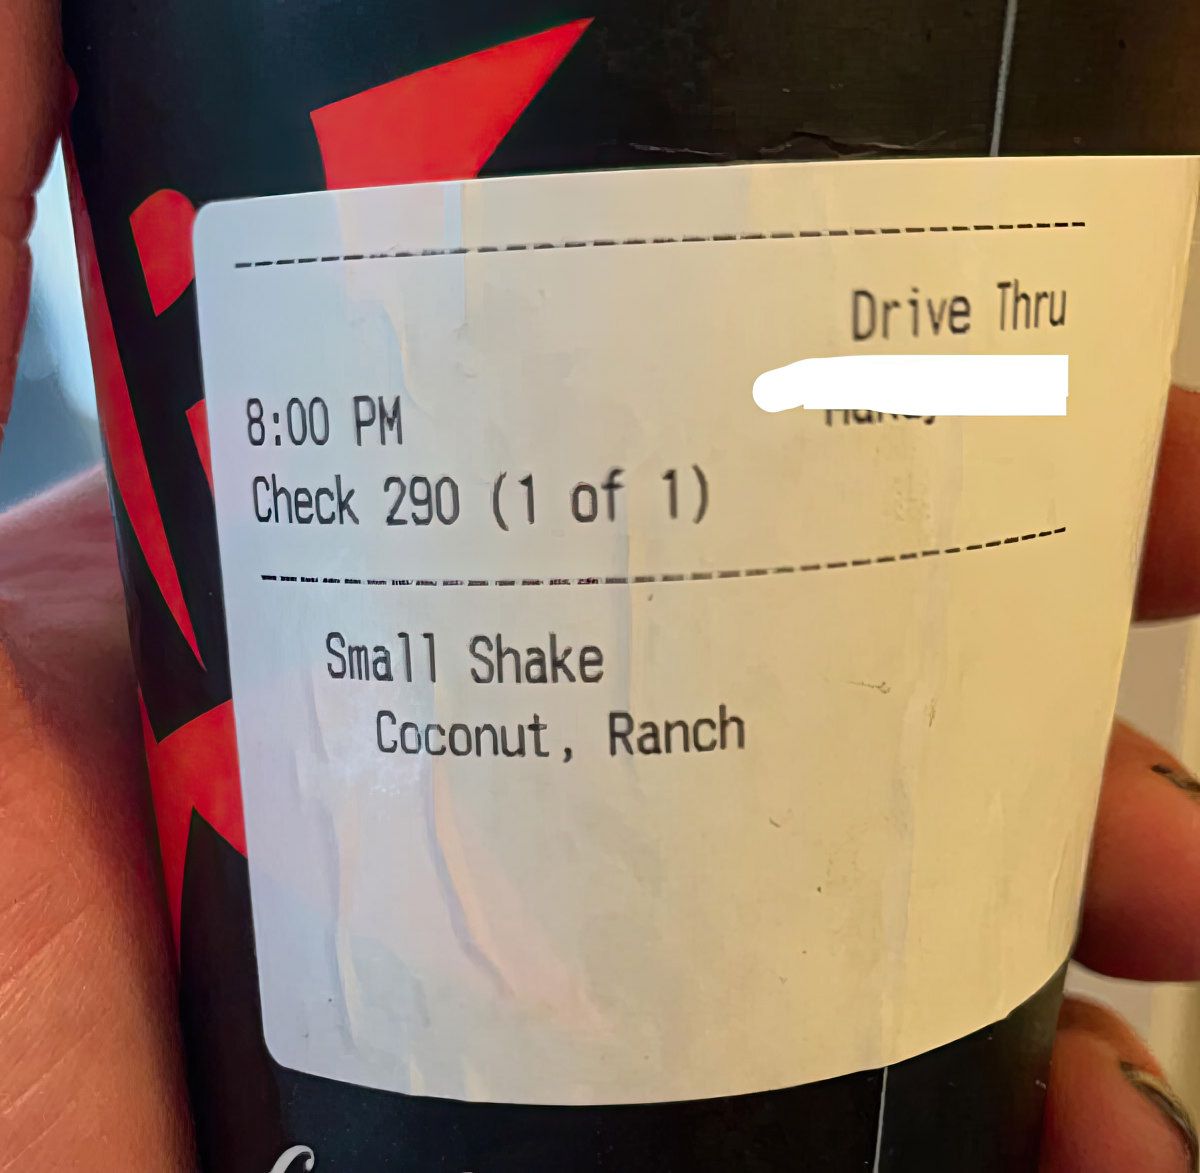 Drive Thru
8:00 PM
Check 290 (1 of 1)
Small Shake
Coconut, Ranch